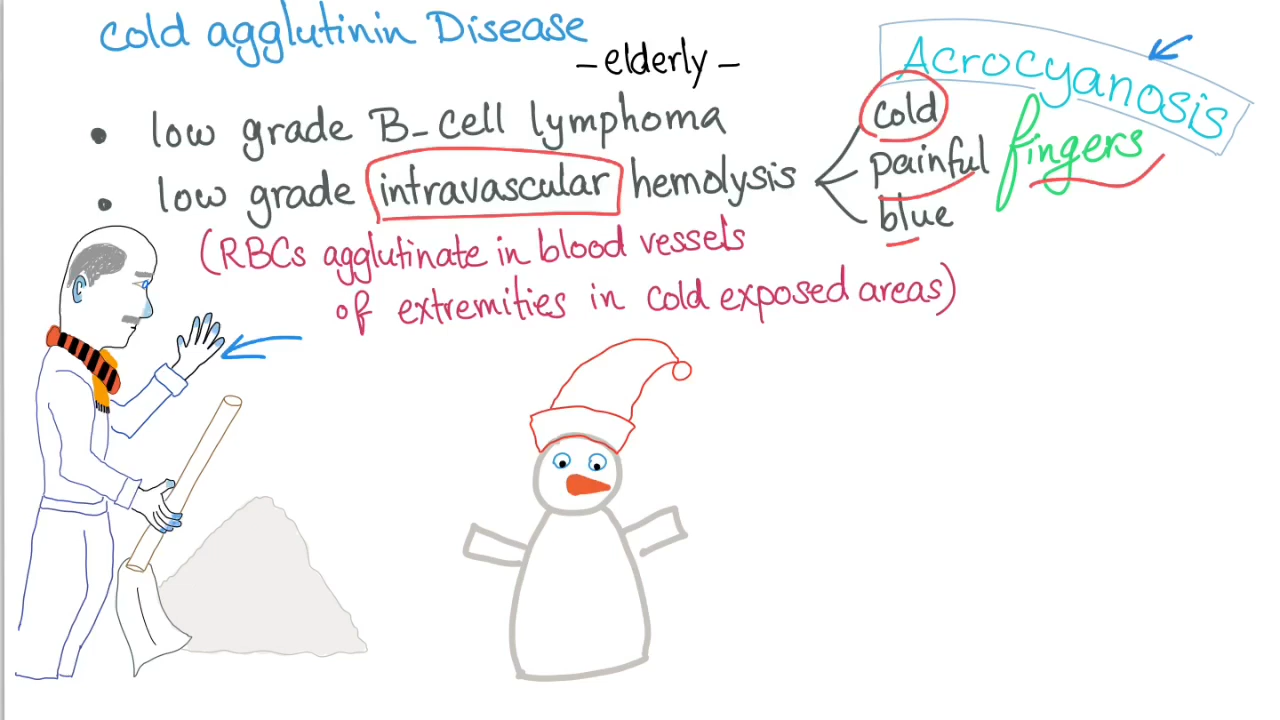 cold agglutinin Disease
- elderly -
Acrocyanosis
• low grade B-cell lymphoma
• low grade intravascular hemolysis
cold
painful
blue
fingers
(RBCs agglutinate in blood vessels
of extremities in cold exposed areas)